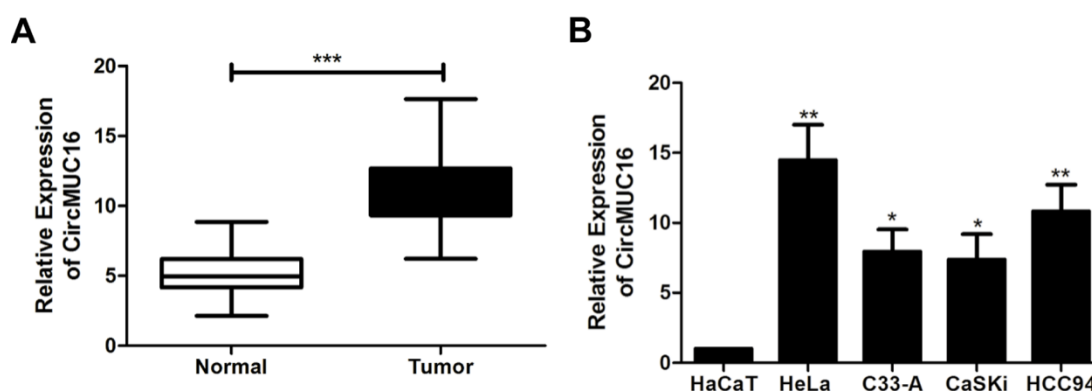 A
Relative Expression
of CircMUC16
20
15
10
5
0
***
Normal
Tumor
B
Relative Expression
of CircMUC16
20
15
10
5
0
**
*
*
**
HaCaT
HeLa
C33-A
CaSKi
HCC94